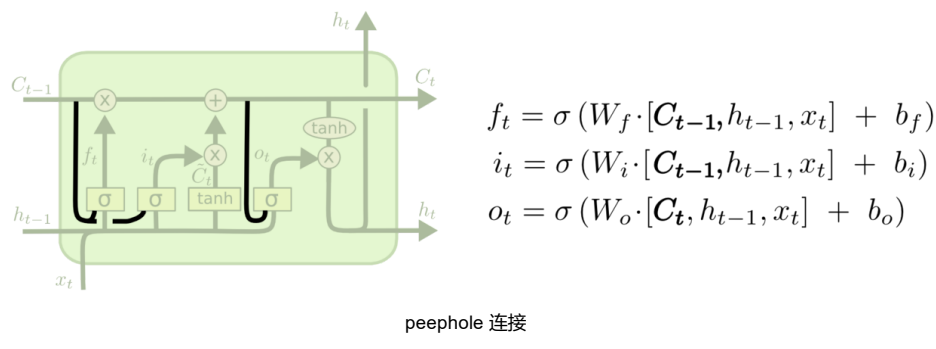 h_t
C_{t-1}
C_t
x
+
tanh
f_t
i_t
o_t
x
x
C̃_t
σ
σ
tanh
σ
h_{t-1}
h_t
x_t
f_t = σ (W_f·[C_{t-1}, h_{t-1}, x_t] + b_f)
i_t = σ (W_i·[C_{t-1}, h_{t-1}, x_t] + b_i)
o_t = σ (W_o·[C_t, h_{t-1}, x_t] + b_o)
peephole 连接